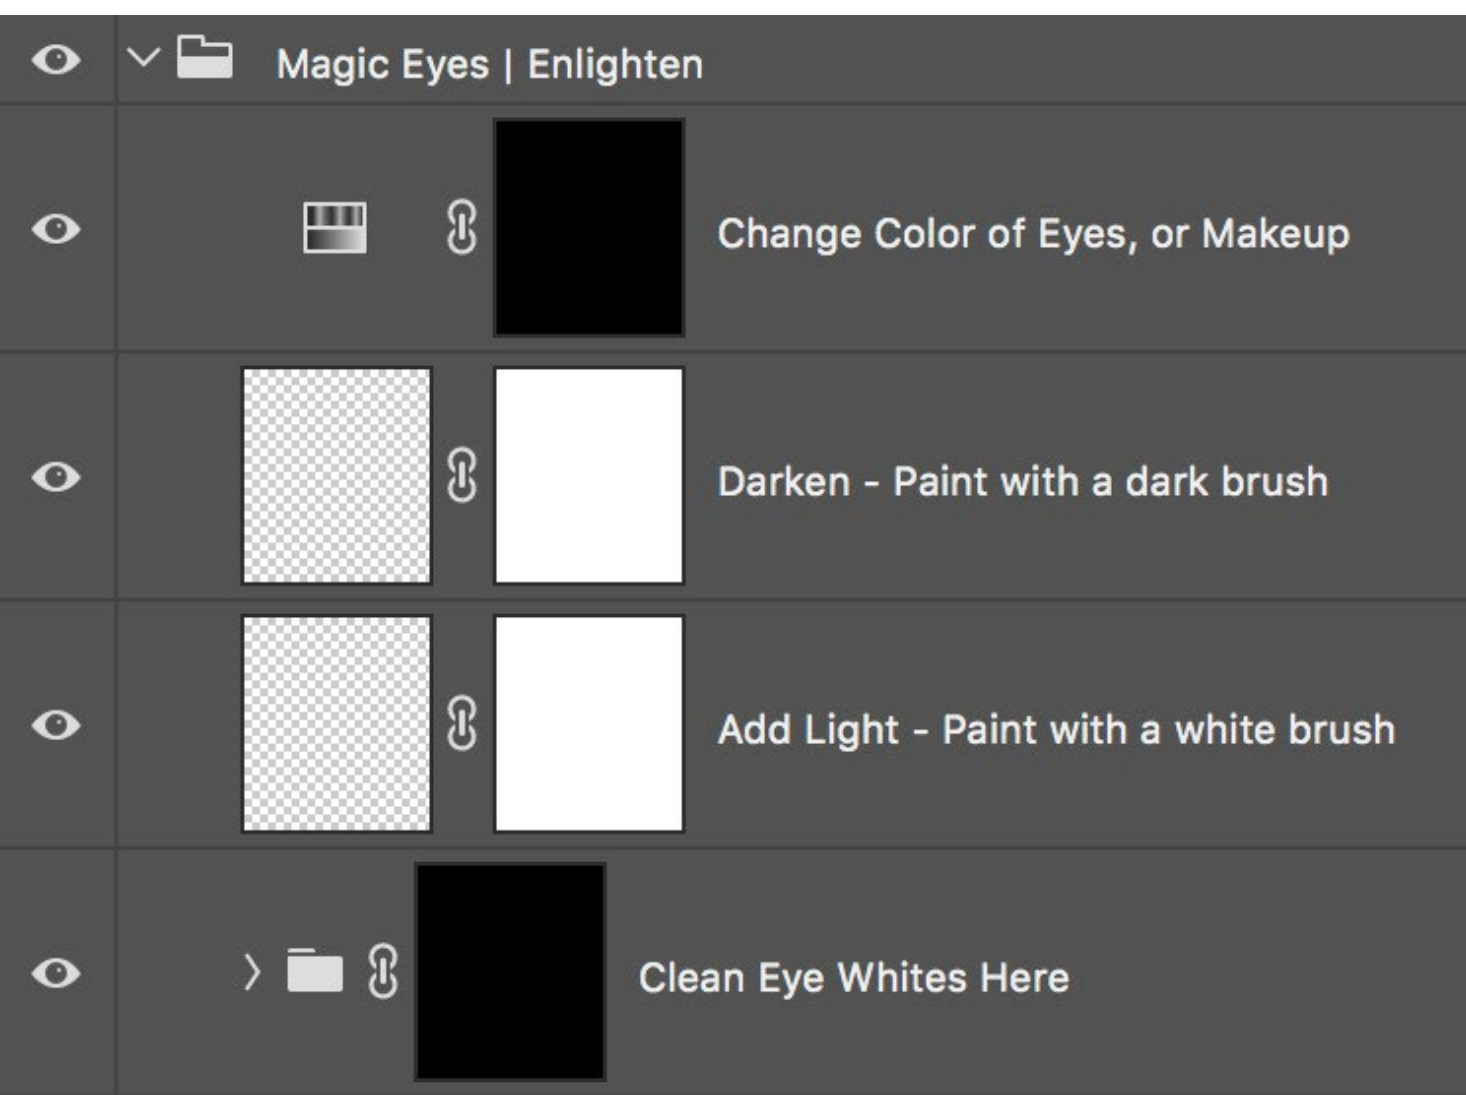 Magic Eyes | Enlighten
Change Color of Eyes, or Makeup
Darken - Paint with a dark brush
Add Light - Paint with a white brush
Clean Eye Whites Here